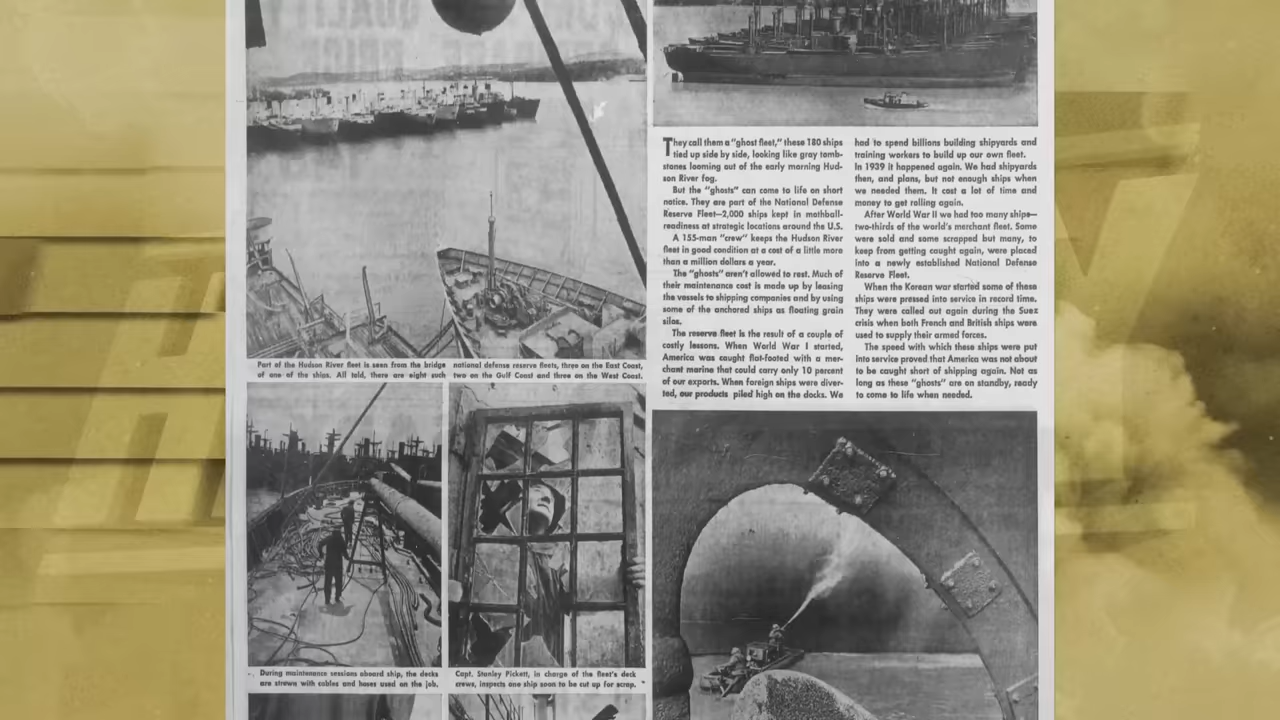 Part of the Hudson River fleet is seen from the bridge
of one of the ships. All told, there are eight such
national defense reserve fleets, three on the East Coast,
two on the Gulf Coast and three on the West Coast.
They call them a "ghost fleet," these 180 ships
tied up side by side, looking like gray tomb-
stones looming out of the early morning Hud-
son River fog.
But the "ghosts" can come to life on short
notice. They are part of the National Defense
Reserve Fleet—2,000 ships kept in mothball-
readiness at strategic locations around the U.S.
A 155-man "crew" keeps the Hudson River
fleet in good condition at a cost of a little more
than a million dollars a year.
The "ghosts" aren't allowed to rest. Much of
their maintenance cost is made up by leasing
the vessels to shipping companies and by using
some of the anchored ships as floating grain
silos.
The reserve fleet is the result of a couple of
costly lessons. When World War I started,
America was caught flat-footed with a mer-
chant marine that could carry only 10 percent
of our exports. When foreign ships were diver-
ted, our products piled high on the docks. We
had to spend billions building shipyards and
training workers to build up our own fleet.
In 1939 it happened again. We had shipyards
then, and plans, but not enough ships when
we needed them. It cost a lot of time and
money to get rolling again.
After World War II we had too many ships—
two-thirds of the world's merchant fleet. Some
were sold and some scrapped but many, to
keep from getting caught again, were placed
into a newly established National Defense
Reserve Fleet.
When the Korean war started some of these
ships were pressed into service in record time.
They were called out again during the Suez
crisis when both French and British ships were
used to supply their armed forces.
The speed with which these ships were put
into service proved that America was not about
to be caught short of shipping again. Not as
long as these "ghosts" are on standby, ready
to come to life when needed.
During maintenance sessions aboard ship, the decks
are strewn with cables and hoses used on the job.
Capt. Stanley Pickett, in charge of the fleet's deck
crews, inspects one ship soon to be cut up for scrap.